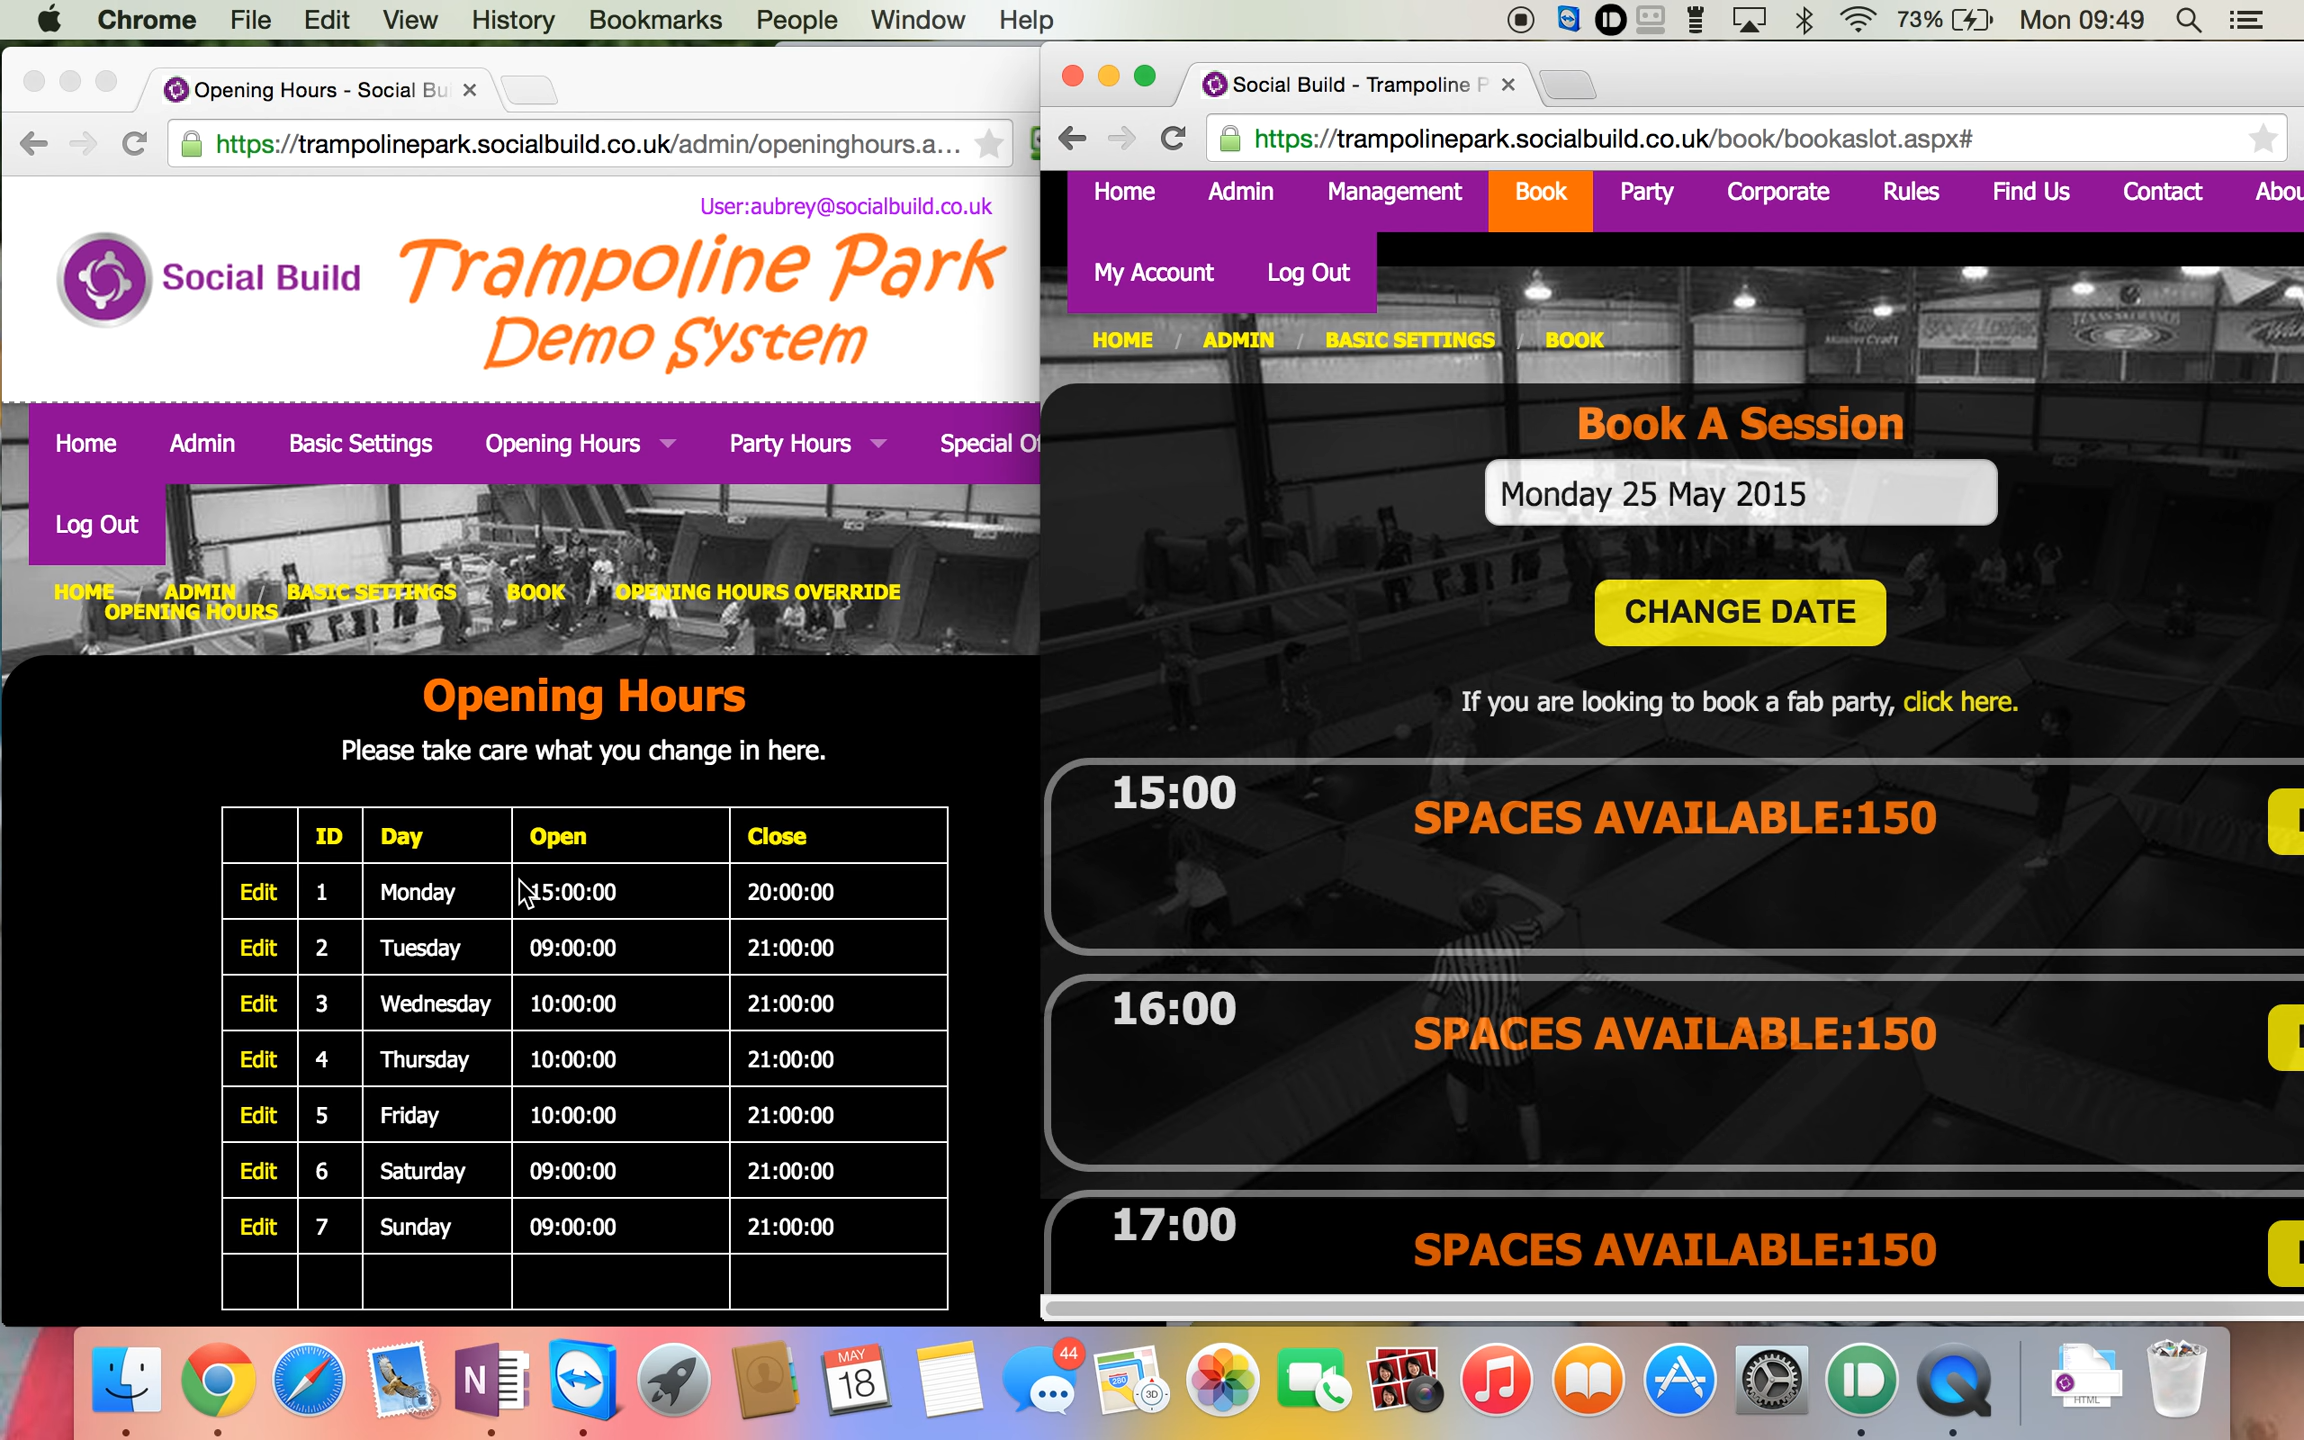 Chrome File Edit View History Bookmarks People Window Help 73% Mon 09:49
Opening Hours - Social Bu
https://trampolinepark.socialbuild.co.uk/admin/openinghours.a...
User:aubrey@socialbuild.co.uk
Social Build
Trampoline Park
Demo System
Home Admin Basic Settings Opening Hours Party Hours Special
Log Out
HOME / ADMIN / BASIC SETTINGS / BOOK / OPENING HOURS OVERRIDE
OPENING HOURS
Opening Hours
Please take care what you change in here.
ID Day Open Close
Edit 1 Monday 15:00:00 20:00:00
Edit 2 Tuesday 09:00:00 21:00:00
Edit 3 Wednesday 10:00:00 21:00:00
Edit 4 Thursday 10:00:00 21:00:00
Edit 5 Friday 10:00:00 21:00:00
Edit 6 Saturday 09:00:00 21:00:00
Edit 7 Sunday 09:00:00 21:00:00
Social Build - Trampoline P
https://trampolinepark.socialbuild.co.uk/book/bookaslot.aspx#
Home Admin Management Book Party Corporate Rules Find Us Contact Abou
My Account Log Out
HOME / ADMIN / BASIC SETTINGS / BOOK
Book A Session
Monday 25 May 2015
CHANGE DATE
If you are looking to book a fab party, click here.
15:00
SPACES AVAILABLE:150
16:00
SPACES AVAILABLE:150
17:00
SPACES AVAILABLE:150
MAY
18
44
280
3D
N
HTML